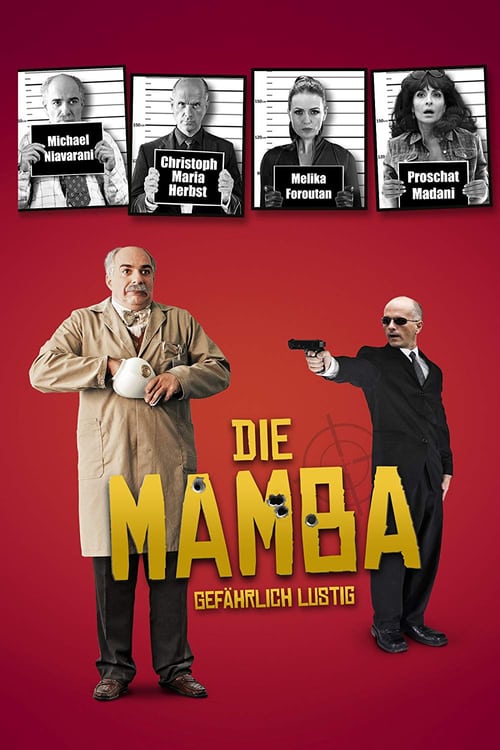 Michael
Niavarani
Christoph
Maria
Herbst
Melika
Foroutan
Proschat
Madani
DIE
MAMBA
GEFÄHRLICH LUSTIG